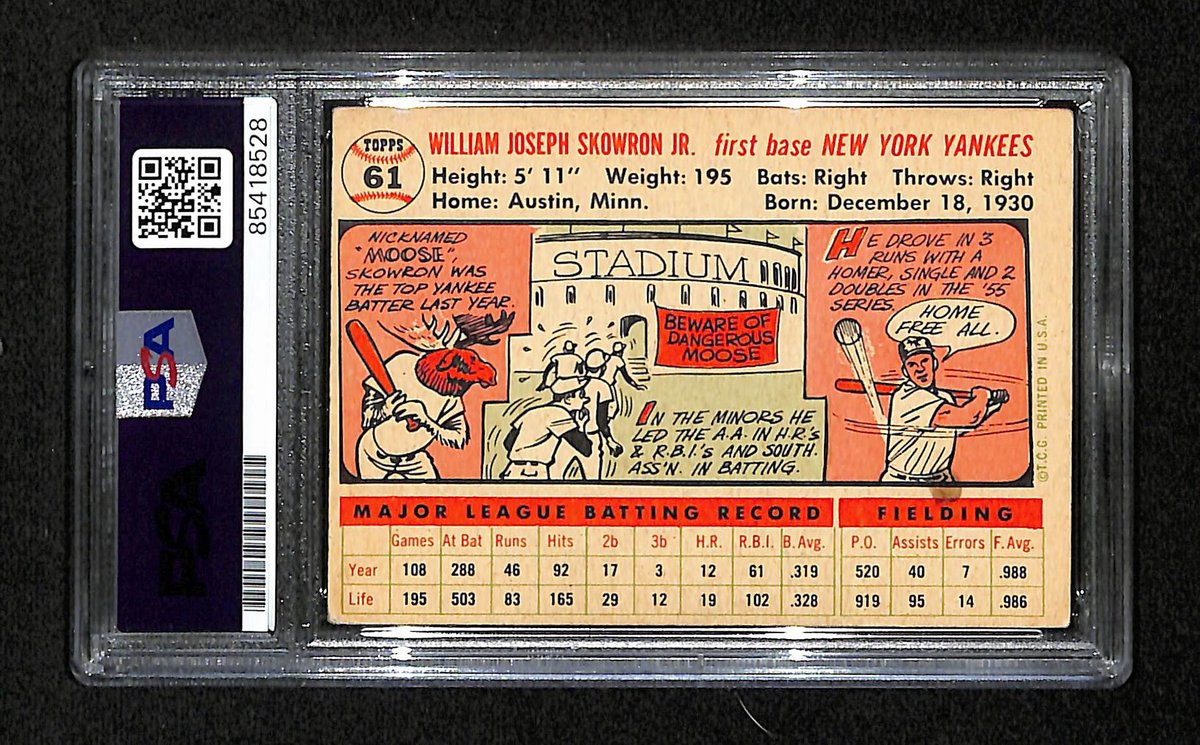 85418528
PSA
PSA
TOPPS
61
WILLIAM JOSEPH SKOWRON JR. first base NEW YORK YANKEES
Height: 5' 11" Weight: 195 Bats: Right Throws: Right
Home: Austin, Minn. Born: December 18, 1930
NICKNAMED
"MOOSE",
SKOWRON WAS
THE TOP YANKEE
BATTER LAST YEAR.
STADIUM
BEWARE OF
DANGEROUS
MOOSE
IN THE MINORS HE
LED THE A.A. IN H.R.'s
& R.B.I.'s AND SOUTH.
ASS'N. IN BATTING.
HE DROVE IN 3
RUNS WITH A
HOMER, SINGLE AND 2
DOUBLES IN THE '55
SERIES.
HOME
FREE ALL.
©T.C.G. PRINTED IN U.S.A.
MAJOR LEAGUE BATTING RECORD FIELDING
Games At Bat Runs Hits 2b 3b H.R. R.B.I. B. Avg. P.O. Assists Errors F. Avg.
Year 108 288 46 92 17 3 12 61 .319 520 40 7 .988
Life 195 503 83 165 29 12 19 102 .328 919 95 14 .986